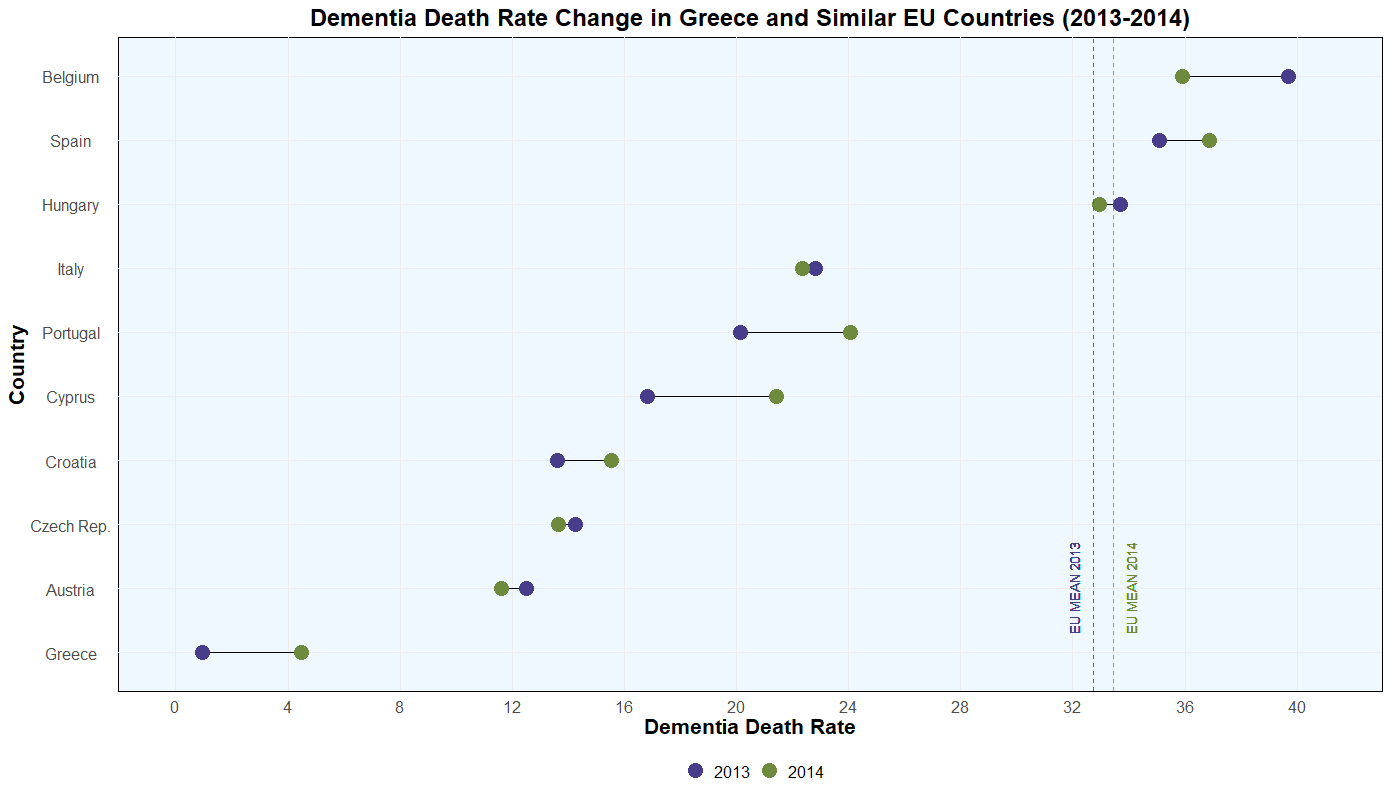 Dementia Death Rate Change in Greece and Similar EU Countries (2013-2014)
Country
Belgium
Spain
Hungary
Italy
Portugal
Cyprus
Croatia
Czech Rep.
Austria
Greece
EU MEAN 2013
EU MEAN 2014
0 4 8 12 16 20 24 28 32 36 40
Dementia Death Rate
2013 2014